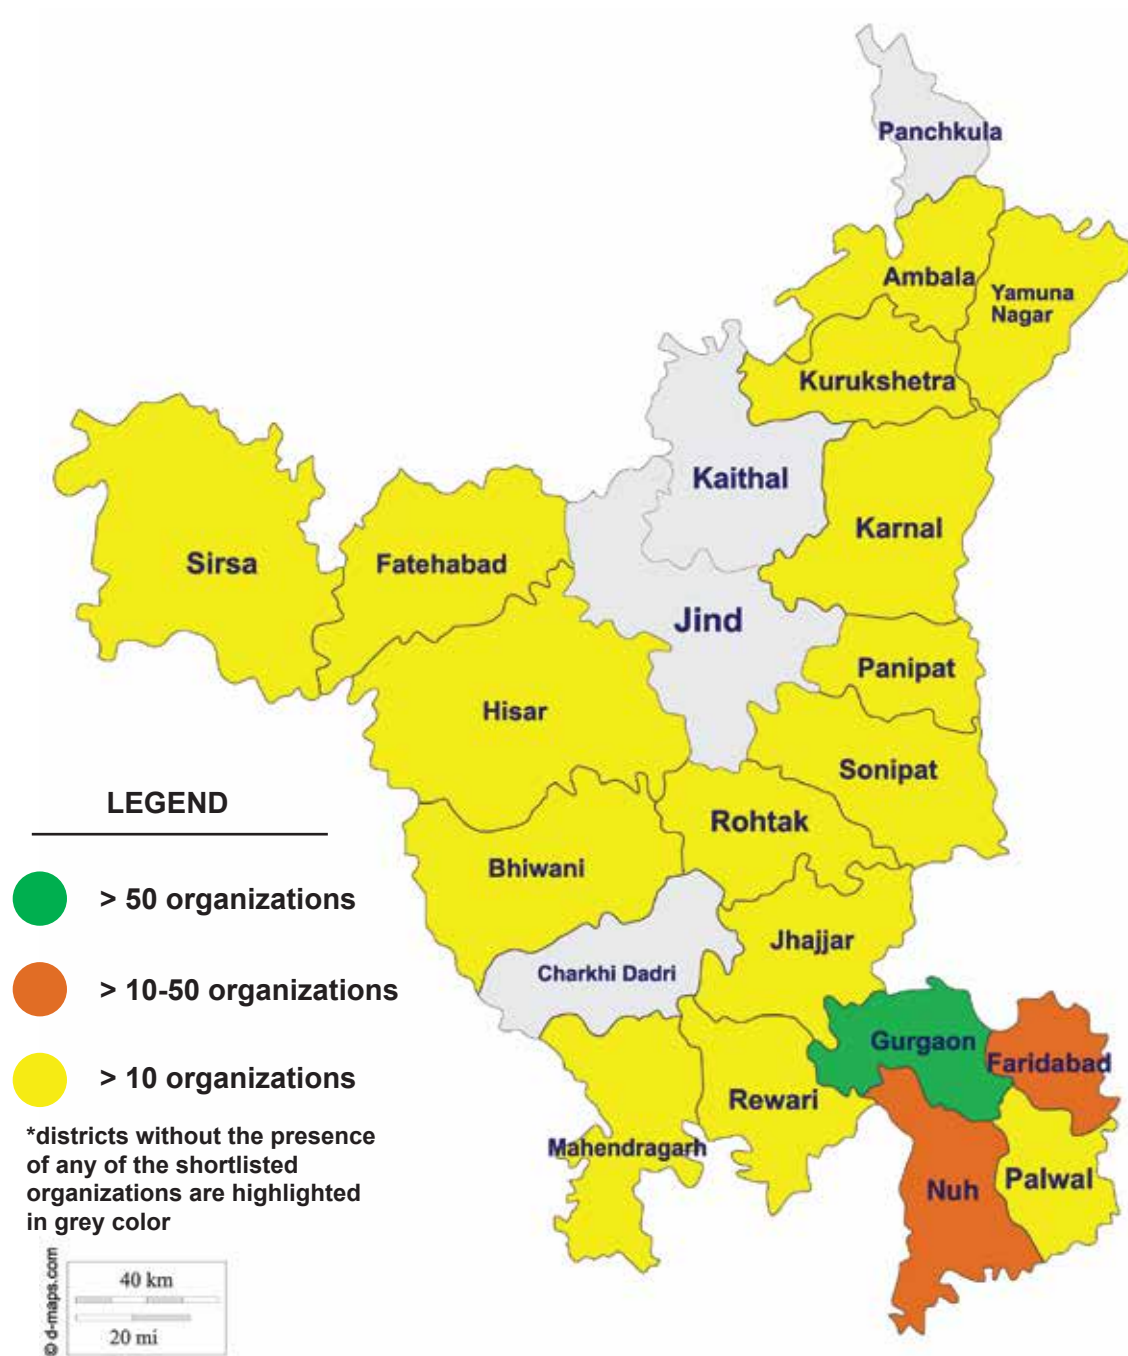 Panchkula
Ambala
Yamuna
Nagar
Kurukshetra
Kaithal
Karnal
Sirsa
Fatehabad
Jind
Panipat
Hisar
Sonipat
Rohtak
Bhiwani
Jhajjar
Charkhi Dadri
Gurgaon
Faridabad
Rewari
Mahendragarh
Nuh
Palwal
LEGEND
> 50 organizations
> 10-50 organizations
> 10 organizations
*districts without the presence
of any of the shortlisted
organizations are highlighted
in grey color
© d-maps.com
40 km
20 mi